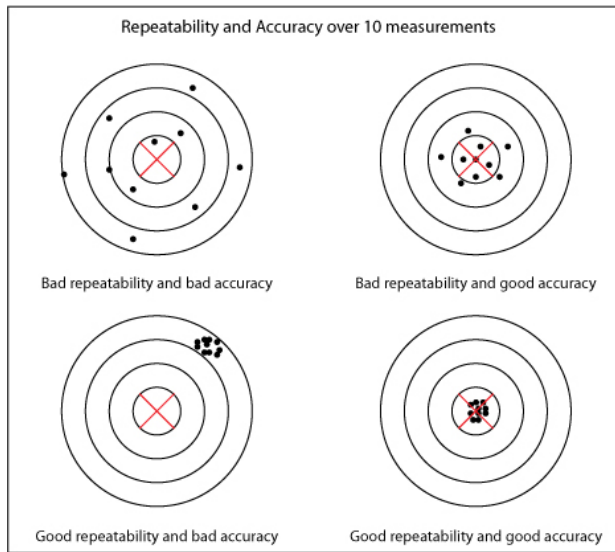 Repeatability and Accuracy over 10 measurements
Bad repeatability and bad accuracy
Bad repeatability and good accuracy
Good repeatability and bad accuracy
Good repeatability and good accuracy